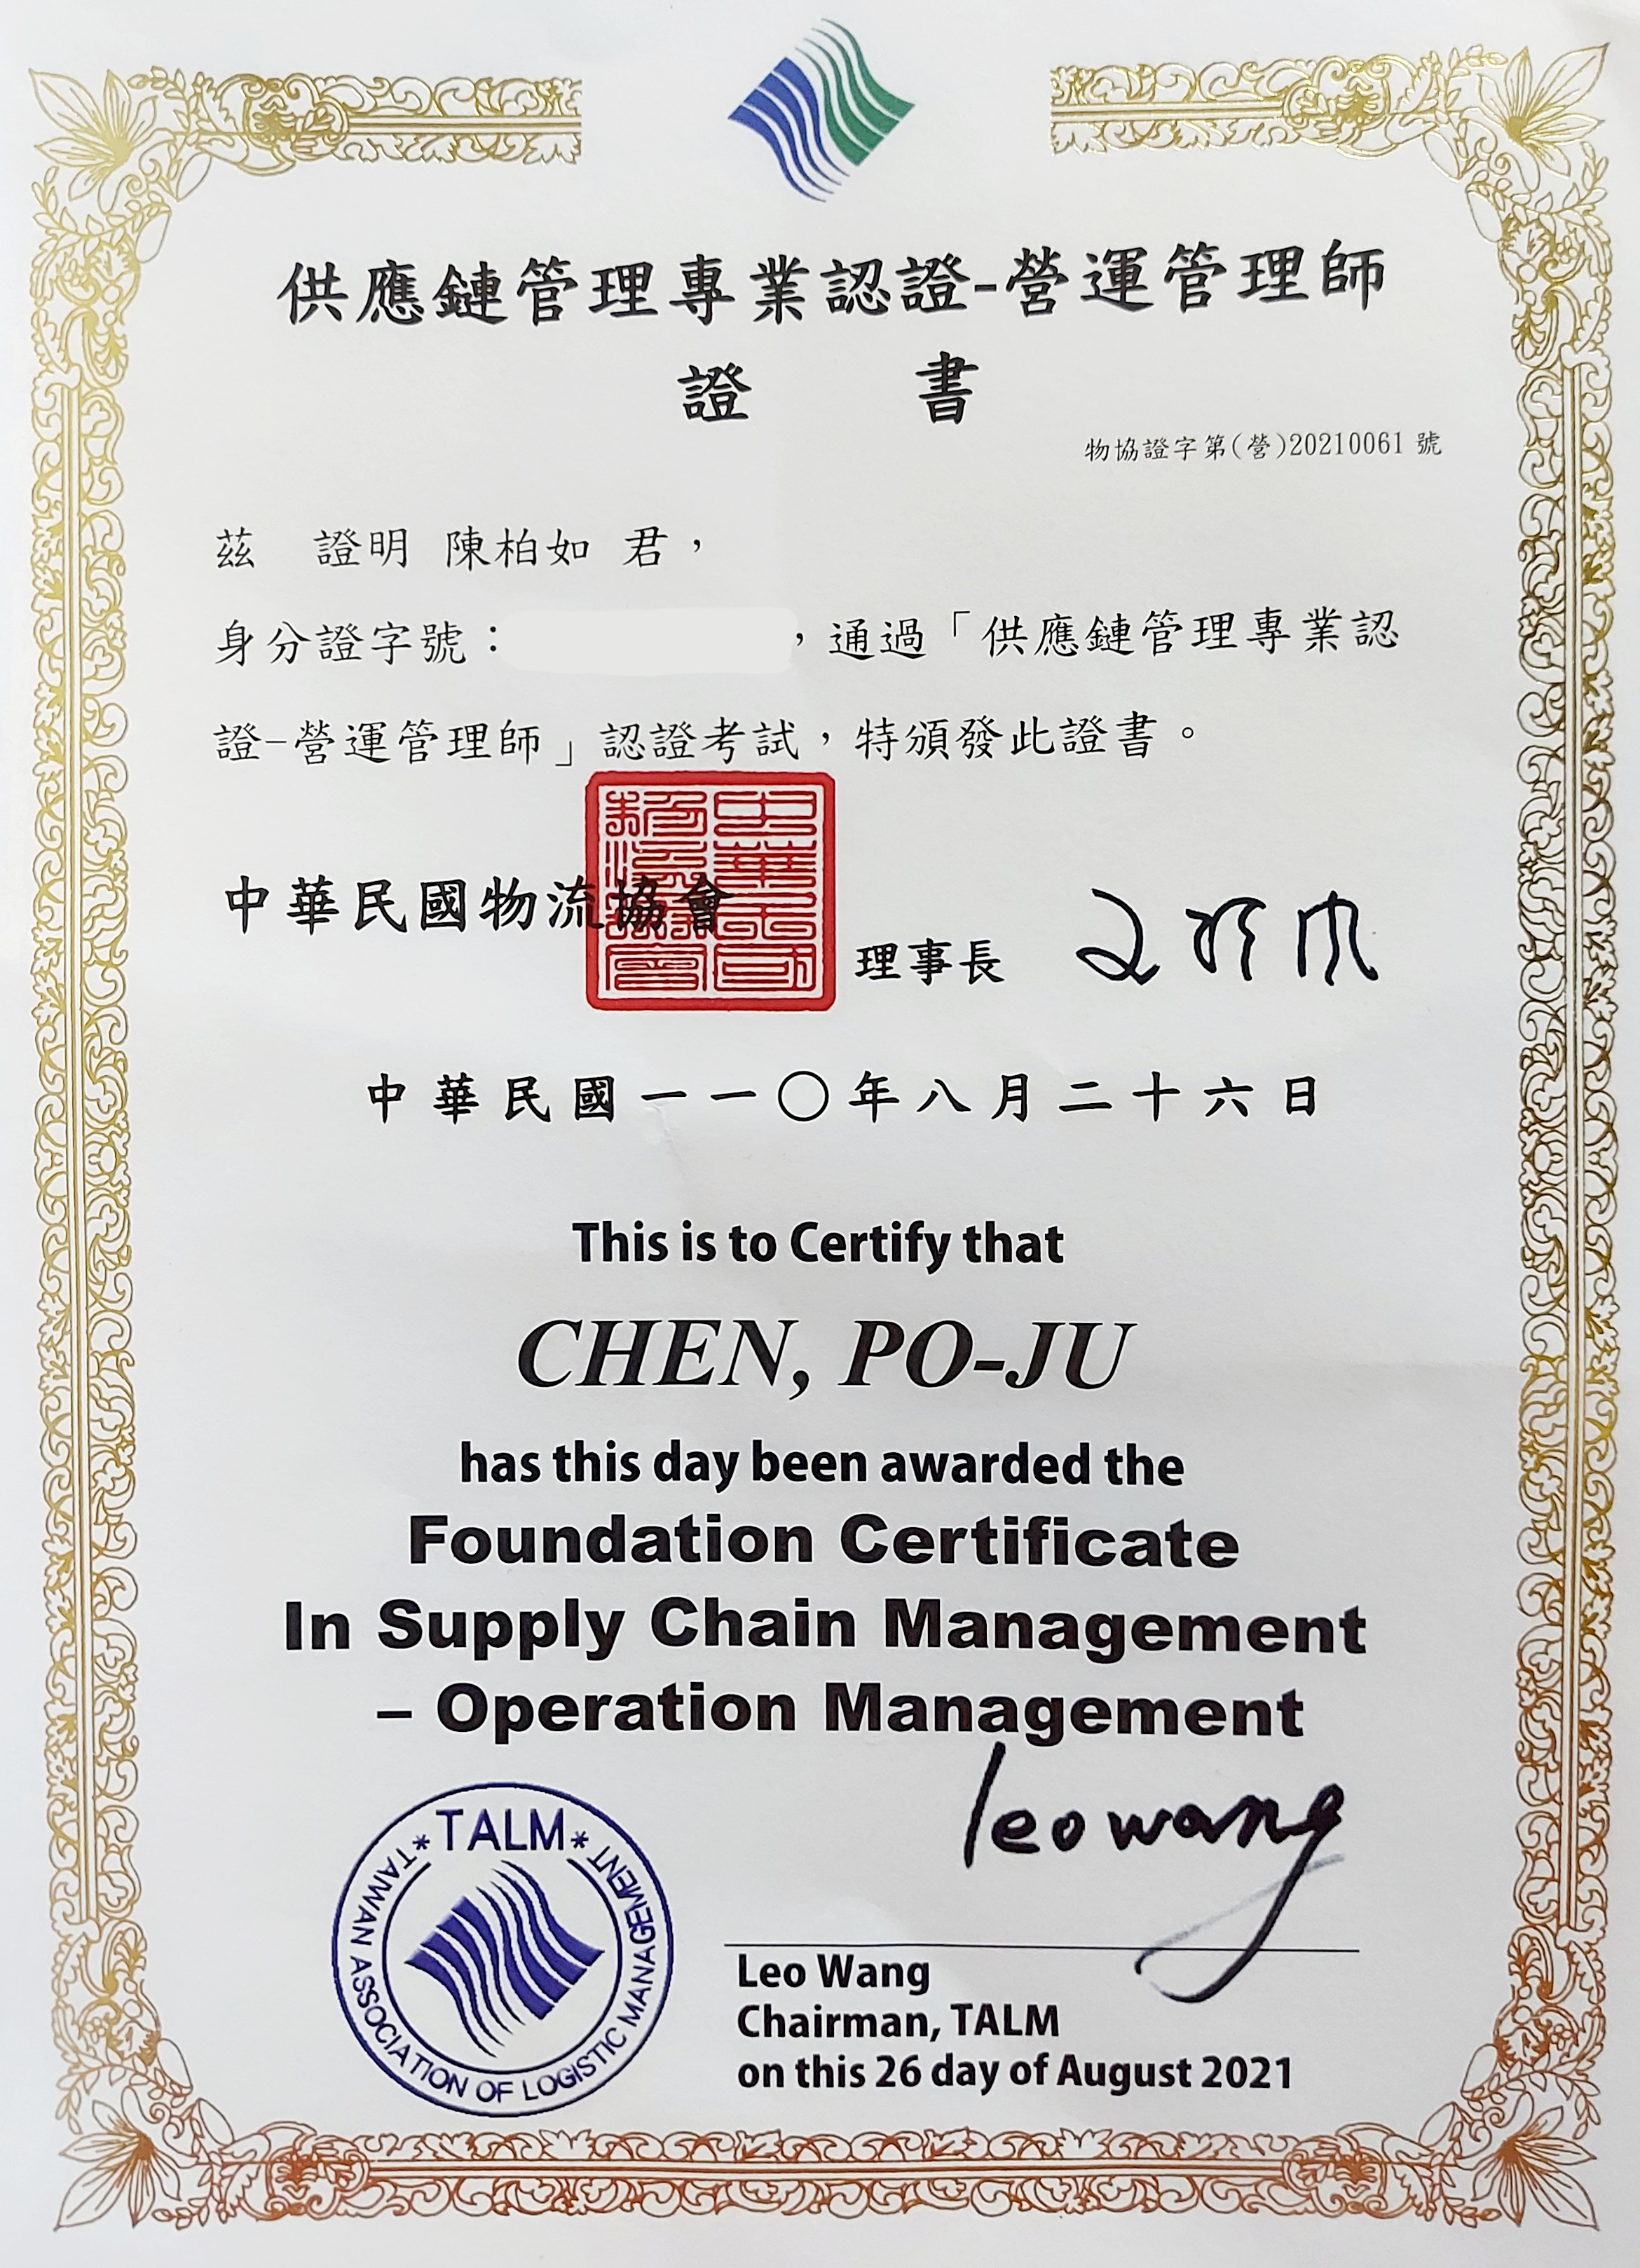 供應鏈管理專業認證-營運管理師
證 書
物協證字第(營)20210061 號
茲 證明 陳柏如 君，
身分證字號： ，通過「供應鏈管理專業認
證-營運管理師」認證考試，特頒發此證書。
中華民國物流協會
中華民國物流協會
理事長
中華民國一一○年八月二十六日
This is to Certify that
CHEN, PO-JU
has this day been awarded the
Foundation Certificate
In Supply Chain Management
– Operation Management
leo wang
*TALM*
TAIWAN ASSOCIATION OF LOGISTIC MANAGEMENT
Leo Wang
Chairman, TALM
on this 26 day of August 2021